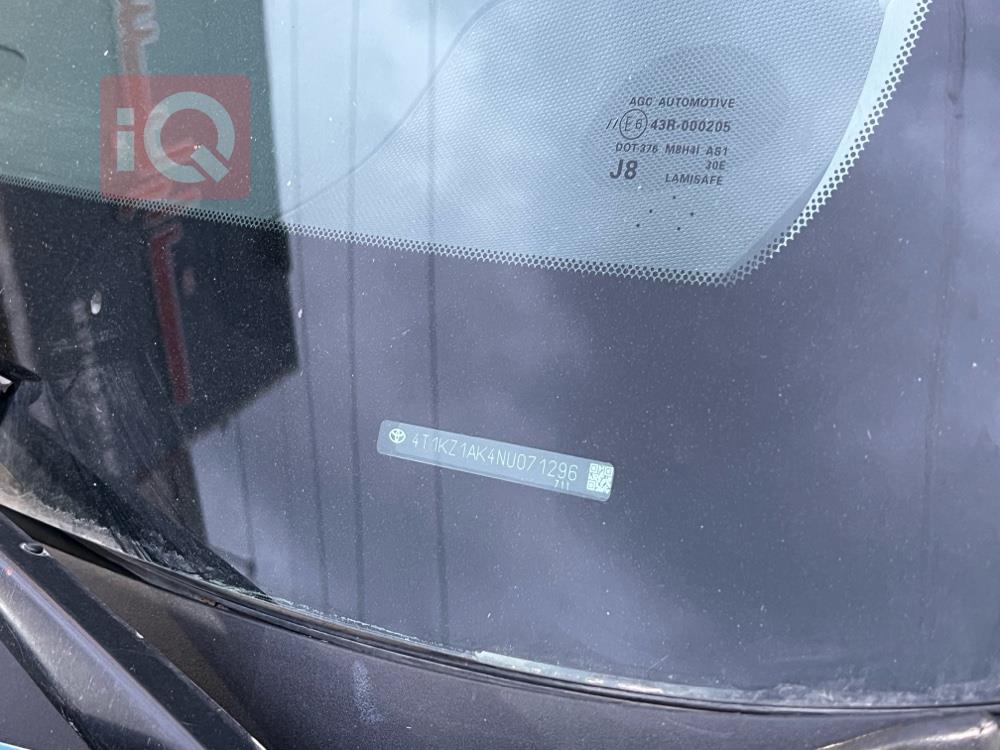 iQ
AGC AUTOMOTIVE
//E6 43R-000205
DOT-376 M8H4I AS1
J8 30E
LAMISAFE
4T1KZ1AK4NU071296
711